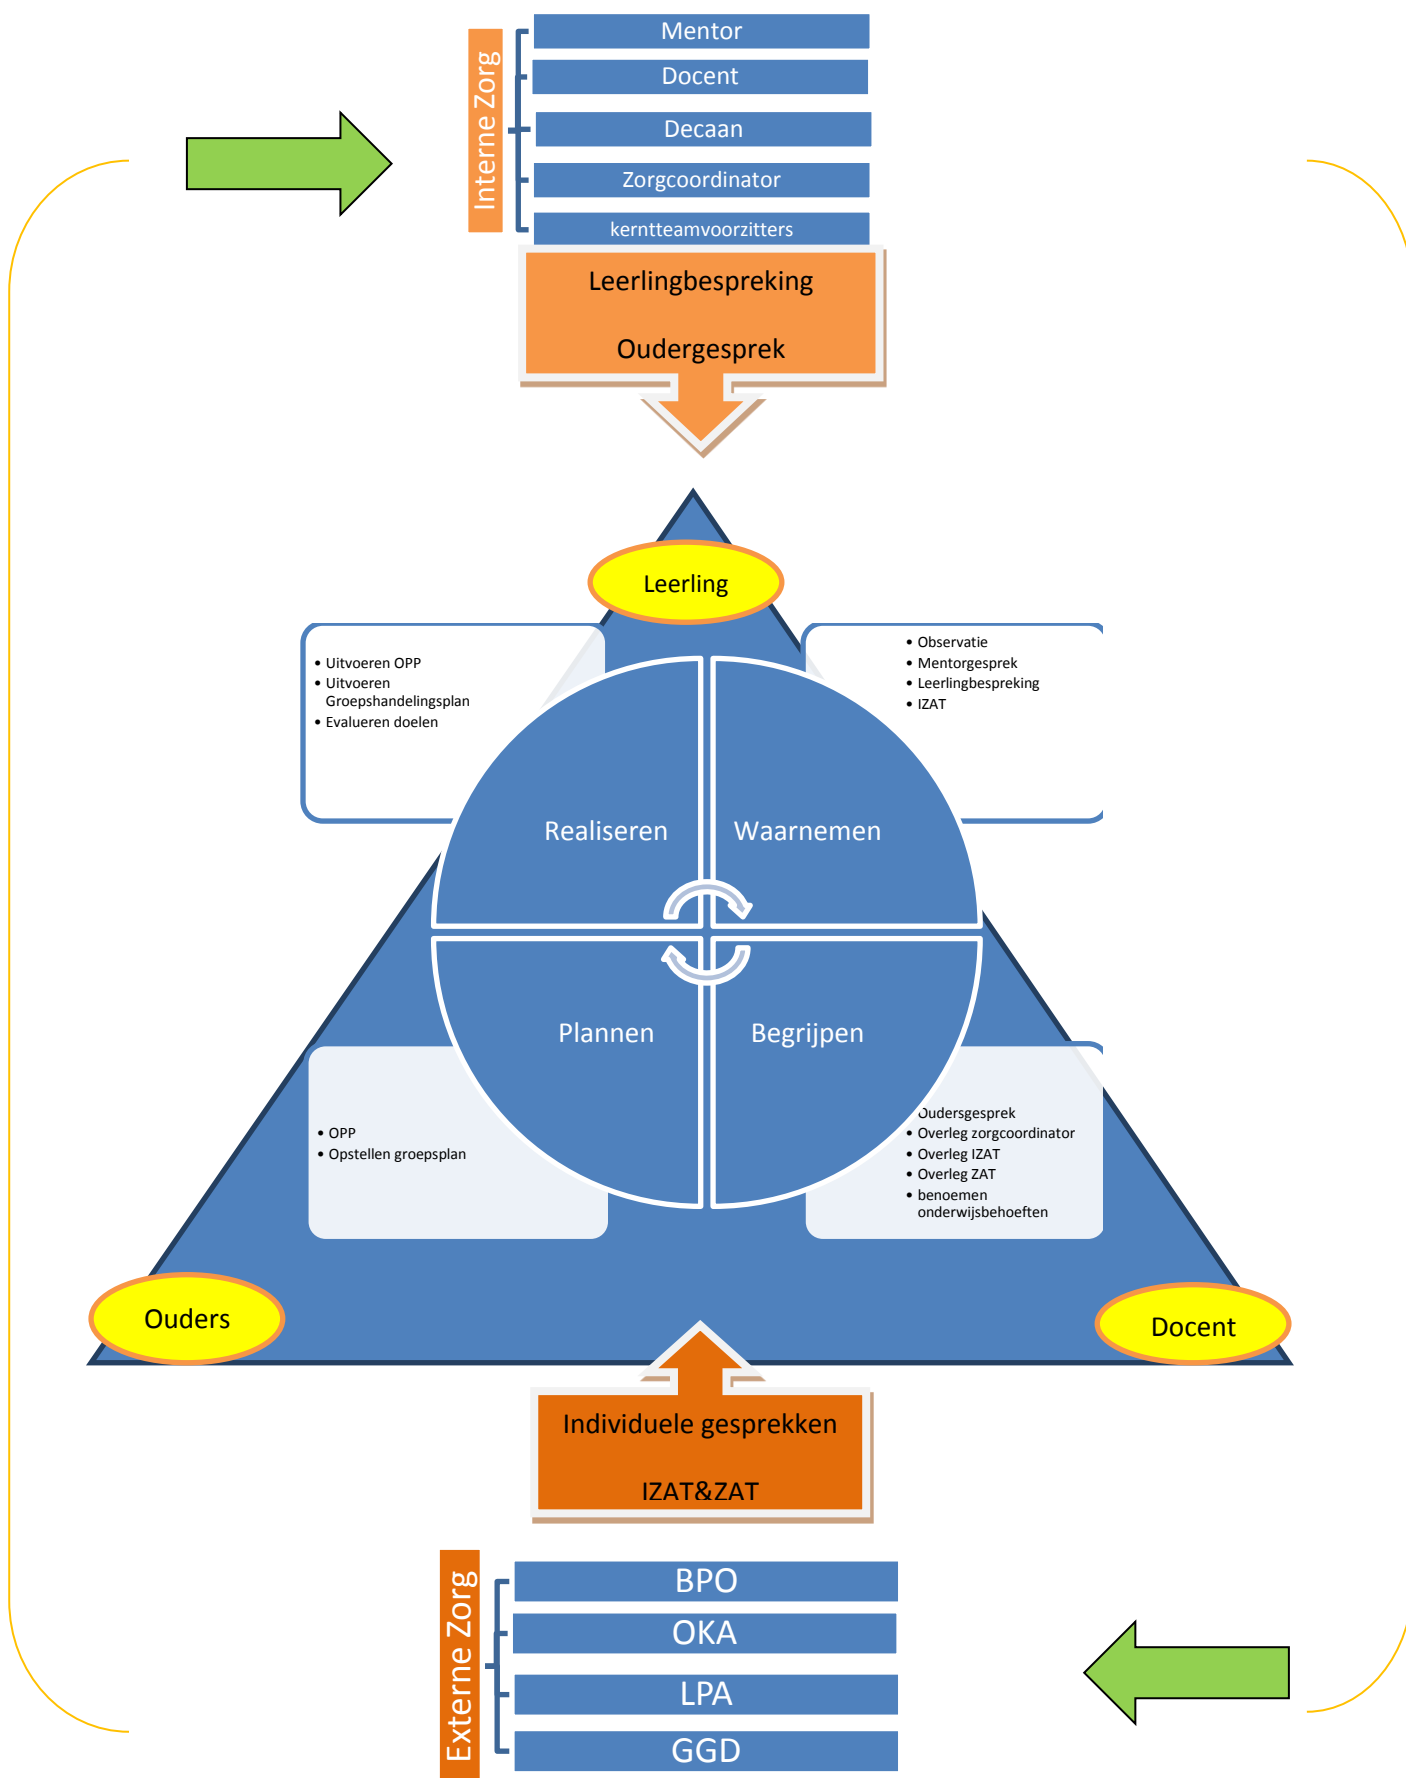 Interne Zorg
Mentor
Docent
Decaan
Zorgcoordinator
kerntteamvoorzitters
Leerlingbespreking
Oudergesprek
Leerling
• Uitvoeren OPP
• Uitvoeren
Groepshandelingsplan
• Evalueren doelen
• Observatie
• Mentorgesprek
• Leerlingbespreking
• IZAT
Realiseren
Waarnemen
Plannen
Begrijpen
• OPP
• Opstellen groepsplan
Oudersgesprek
• Overleg zorgcoordinator
• Overleg IZAT
• Overleg ZAT
• benoemen
onderwijsbehoeften
Ouders
Docent
Individuele gesprekken
IZAT&ZAT
Externe Zorg
BPO
OKA
LPA
GGD